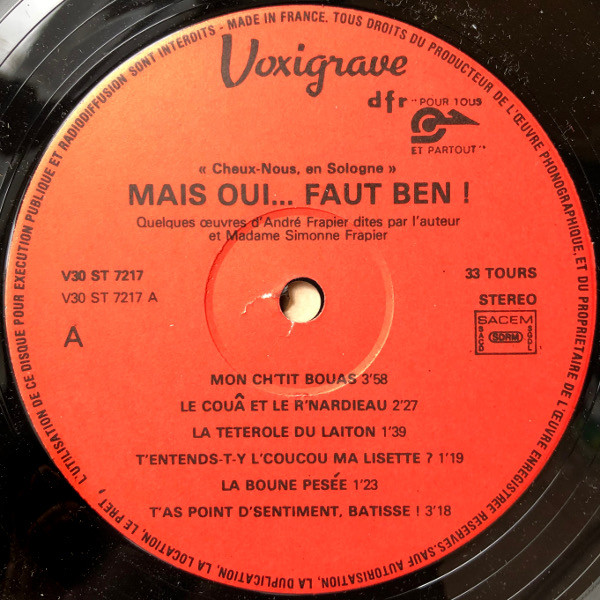 SAUF AUTORISATION, LA DUPLICATION, LA LOCATION, LE PRET, L'UTILISATION DE CE DISQUE POUR EXECUTION PUBLIQUE ET RADIODIFFUSION SONT INTERDITS - MADE IN FRANCE. TOUS DROITS DU PRODUCTEUR DE L'ŒUVRE PHONOGRAPHIQUE, ET DU PROPRIETAIRE DE L'ŒUVRE ENREGISTREE RESERVES.
Voxigrave
dfr "POUR TOUS
ET PARTOUT"
« Cheux-Nous, en Sologne »
MAIS OUI... FAUT BEN !
Quelques œuvres d'André Frapier dites par l'auteur
et Madame Simonne Frapier
V30 ST 7217
33 TOURS
V30 ST 7217 A
STEREO
A
SACEM
SACD SDRM SGDL
MON CH'TIT BOUAS 3'58
LE COUÂ ET LE R'NARDIEAU 2'27
LA TETEROLE DU LAITON 1'39
T'ENTENDS-T-Y L'COUCOU MA LISETTE ? 1'19
LA BOUNE PESÉE 1'23
T'AS POINT D'SENTIMENT, BATISSE ! 3'18